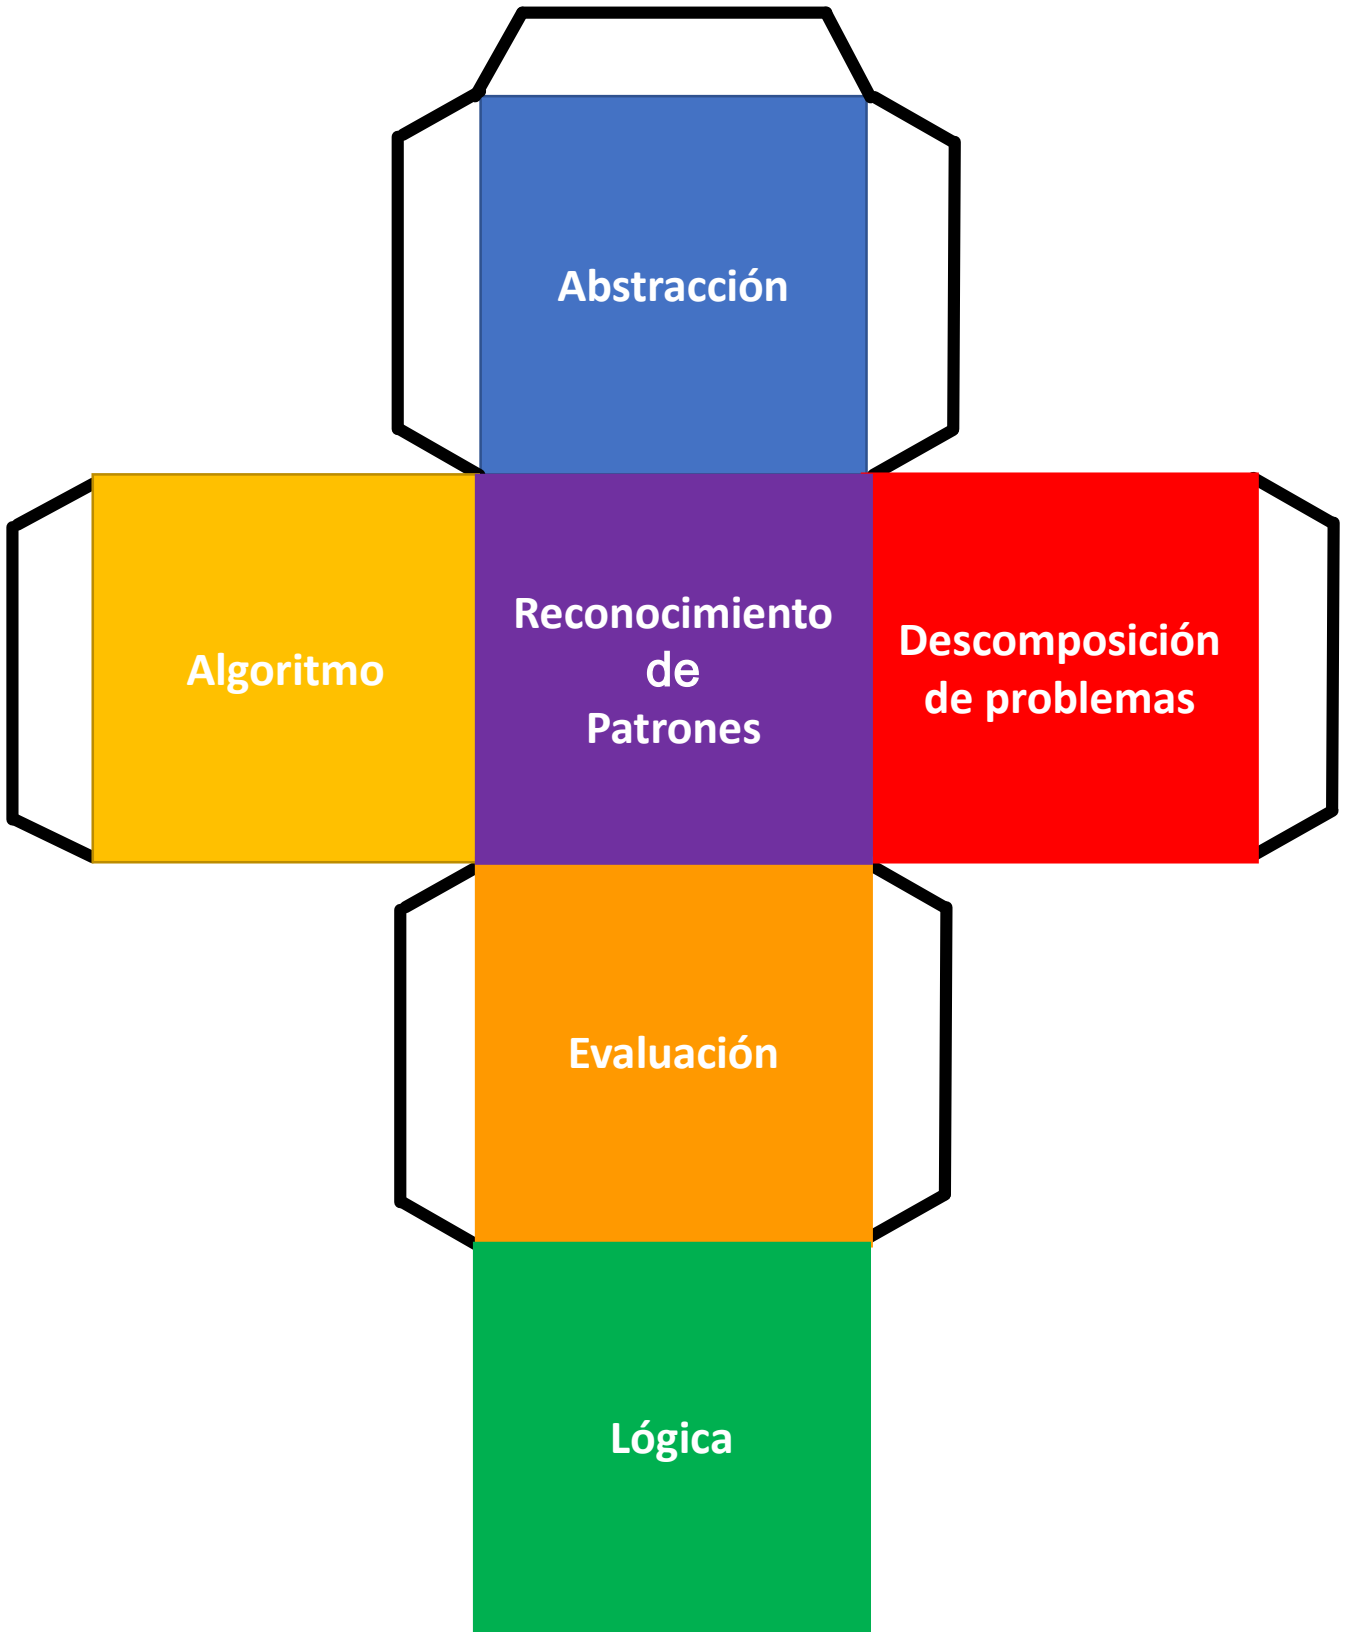 Abstracción
Algoritmo
Reconocimiento
de
Patrones
Descomposición
de problemas
Evaluación
Lógica